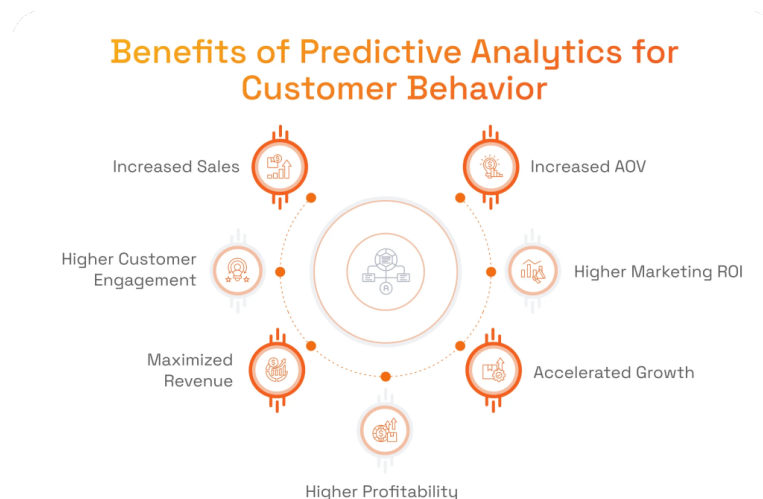 Benefits of Predictive Analytics for
Customer Behavior
Increased Sales
Increased AOV
Higher Customer
Engagement
Higher Marketing ROI
Maximized
Revenue
Accelerated Growth
Higher Profitability